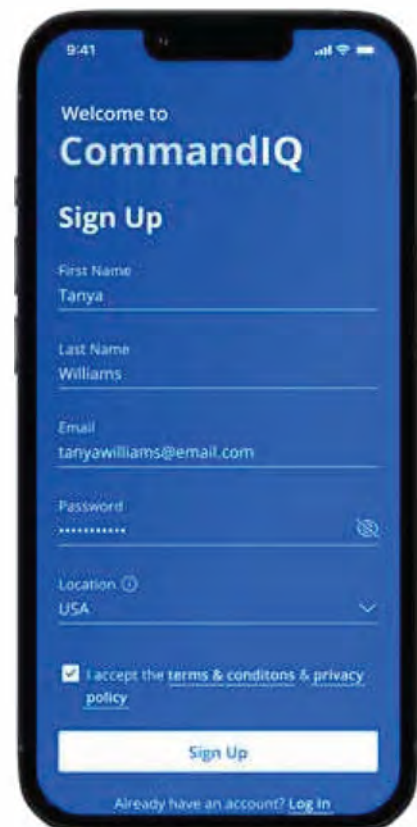 9:41
Welcome to
CommandIQ
Sign Up
First Name
Tanya
Last Name
Williams
Email
tanyawilliams@email.com
Password
•••••••••••
Location ⓘ
USA
I accept the terms & conditons & privacy
policy
Sign Up
Already have an account? Log In